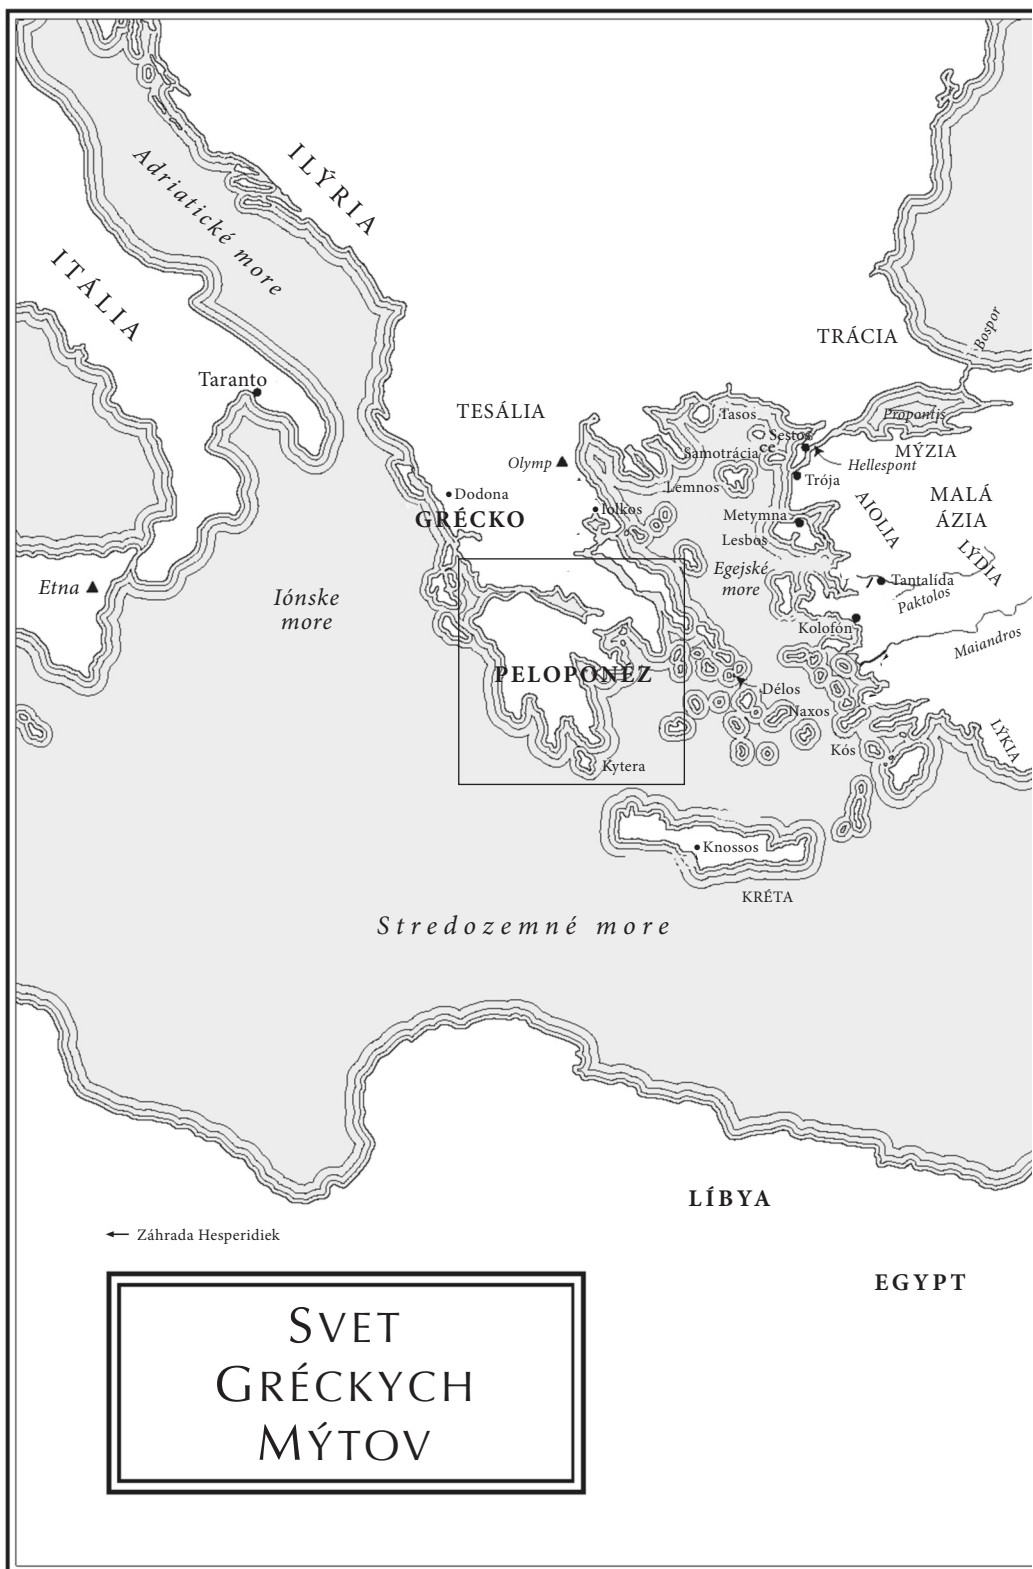 ILÝRIA
Adriatické more
ITÁLIA
Bospor
TRÁCIA
Taranto
TESÁLIA
Tasos
Propontis
Sestos
Samotrácia
ce
MÝZIA
Olymp
Hellespont
Lemnos
Trója
Dodona
MALÁ
ÁZIA
Iolkos
AIOLIA
GRÉCKO
Metymna
Lesbos
LÝDIA
Egejské
more
Tantalída
Etna
Paktolos
Iónske
more
Kolofón
Maiandros
PELOPONÉZ
Délos
Naxos
LÝKIA
Kós
Kytera
Knossos
KRÉTA
Stredozemné more
LÍBYA
Záhrada Hesperidiek
EGYPT
SVET
GRÉCKYCH
MÝTOV